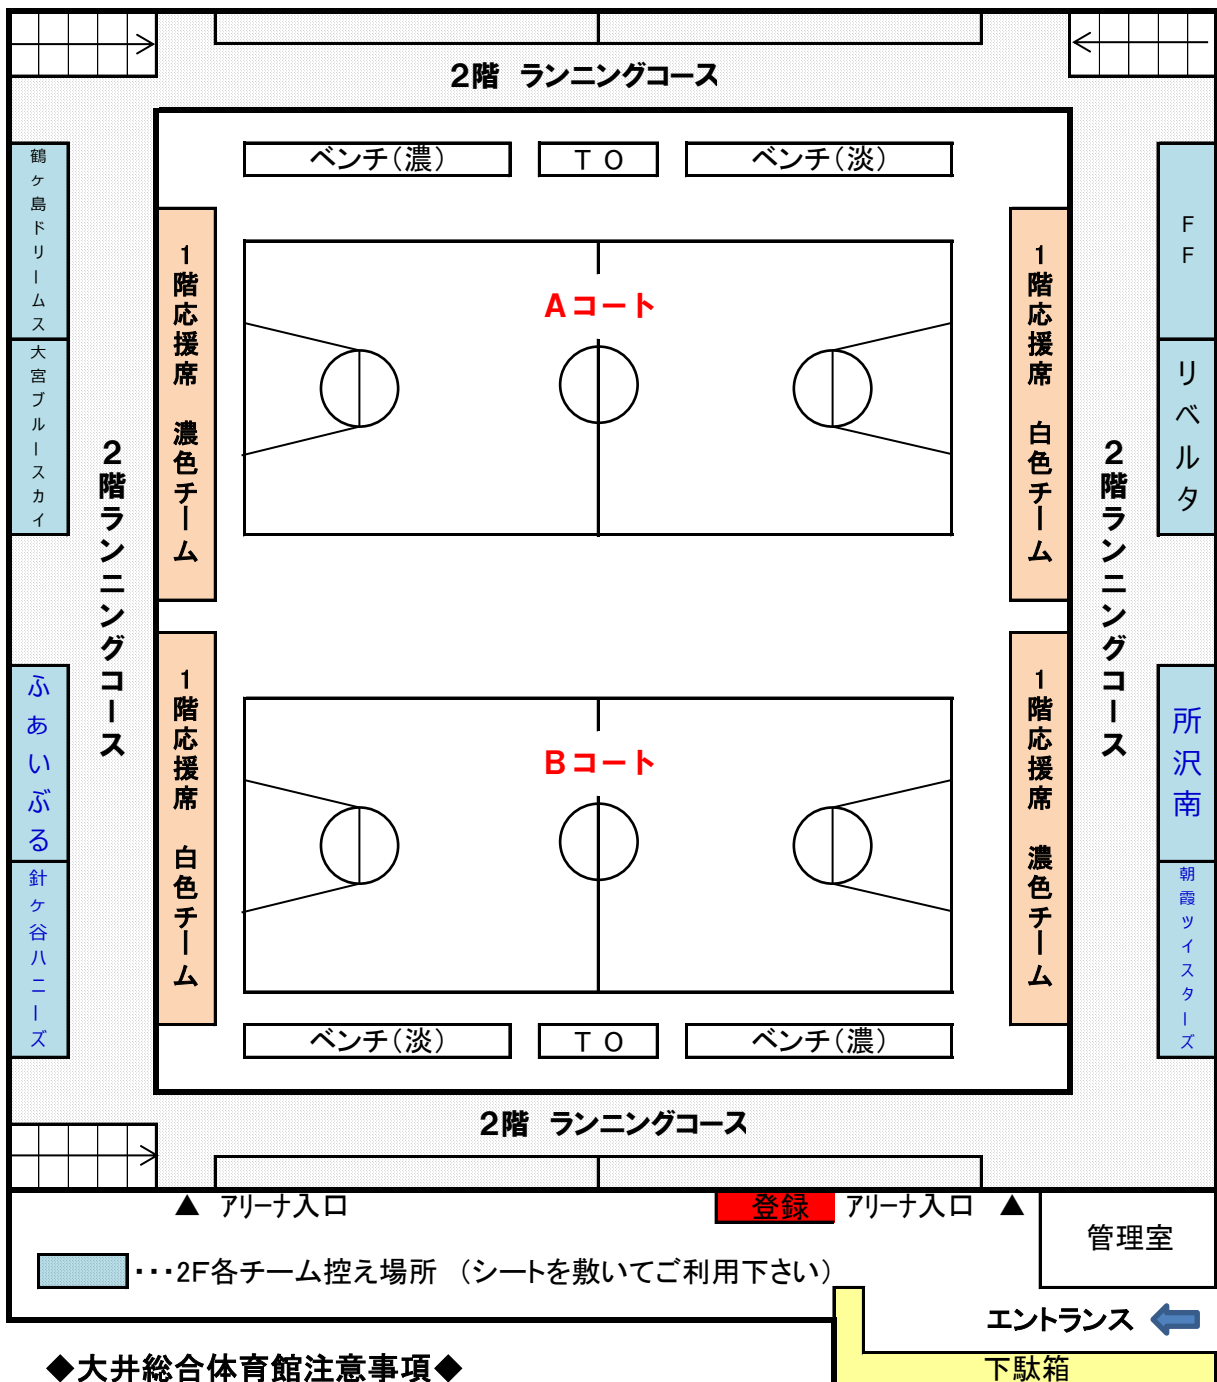 ２階　ランニングコース
ベンチ（濃）
ＴＯ
ベンチ（淡）
鶴ヶ島ドリームス
大宮ブルースカイ
ふぁいぶる
針ヶ谷ハニーズ
２階ランニングコース
１階応援席　濃色チーム
１階応援席　白色チーム
Ａコート
Ｂコート
１階応援席　白色チーム
１階応援席　濃色チーム
２階ランニングコース
ＦＦ
リベルタ
所沢南
朝霞ツイスターズ
ベンチ（淡）
ＴＯ
ベンチ（濃）
２階　ランニングコース
▲　アリーナ入口
登録
アリーナ入口　▲
管理室
・・・2F各チーム控え場所　（シートを敷いてご利用下さい）
エントランス
下駄箱
◆大井総合体育館注意事項◆